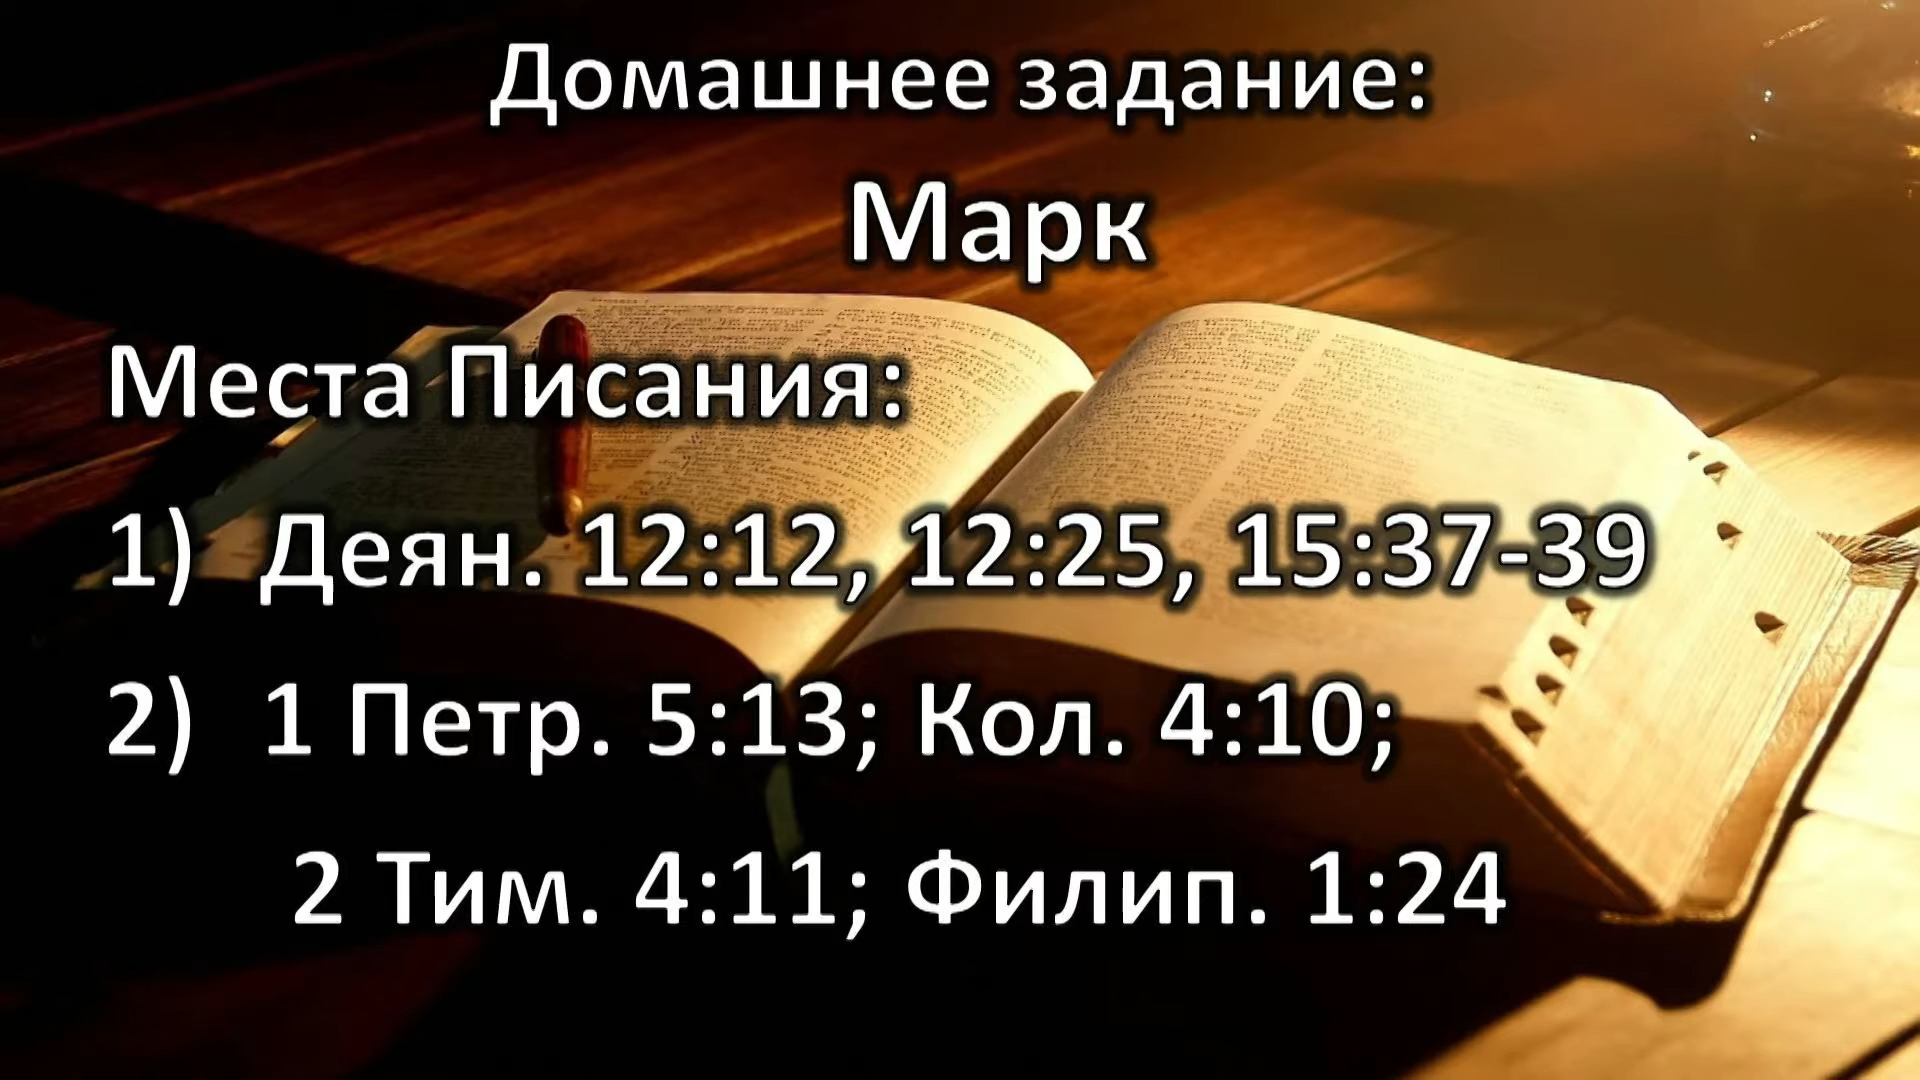 Домашнее задание:
Марк
Места Писания:
1) Деян. 12:12, 12:25, 15:37-39
2) 1 Петр. 5:13; Кол. 4:10;
2 Тим. 4:11; Филип. 1:24